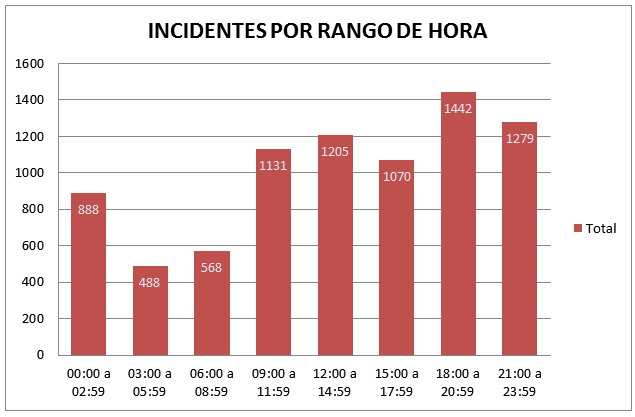 INCIDENTES POR RANGO DE HORA
1600
1400
1200
1000
800
600
400
200
0
888
488
568
1131
1205
1070
1442
1279
00:00 a
02:59
03:00 a
05:59
06:00 a
08:59
09:00 a
11:59
12:00 a
14:59
15:00 a
17:59
18:00 a
20:59
21:00 a
23:59
Total